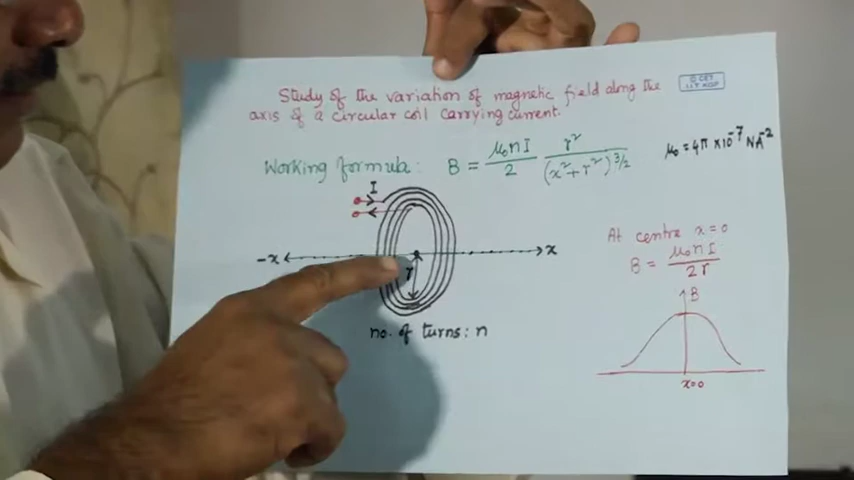 Study of the variation of magnetic field along the
axis of a circular coil carrying current.
© CET
I.I.T. KGP
Working formula: B = μ₀nI/2 r²/(x²+r²)^3/2
μ₀ = 4π × 10⁻⁷ NA⁻²
I
-x
x
r
no. of turns: n
At centre x = 0
B = μ₀nI/2r
B
x=0